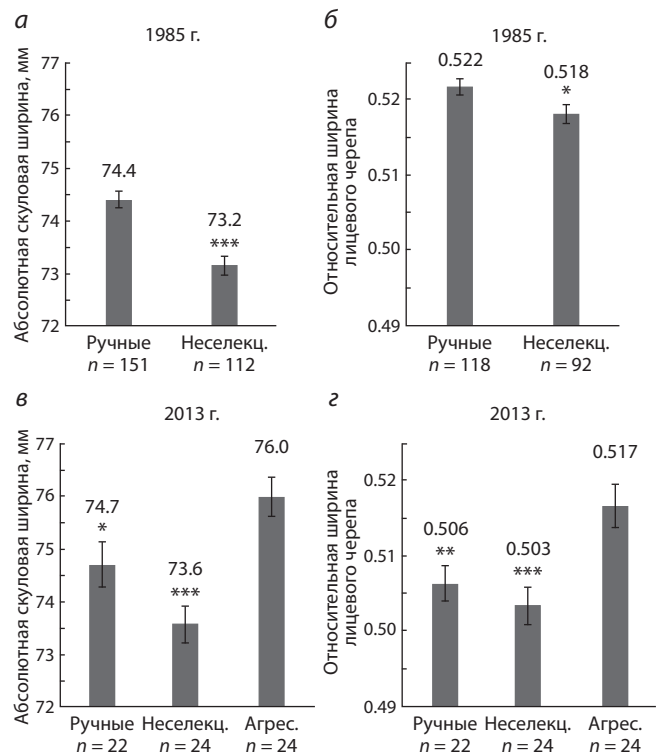 а
1985 г.
Абсолютная скуловая ширина, мм
77
76
75
74
73
72
74.4
73.2
***
Ручные
n = 151
Неселекц.
n = 112
б
1985 г.
Относительная ширина
лицевого черепа
0.52
0.51
0.50
0.49
0.522
0.518
*
Ручные
n = 118
Неселекц.
n = 92
в
2013 г.
Абсолютная скуловая ширина, мм
77
76
75
74
73
72
74.7
*
73.6
***
76.0
Ручные
n = 22
Неселекц.
n = 24
Агрес.
n = 24
г
2013 г.
Относительная ширина
лицевого черепа
0.52
0.51
0.50
0.49
0.506
**
0.503
***
0.517
Ручные
n = 22
Неселекц.
n = 24
Агрес.
n = 24